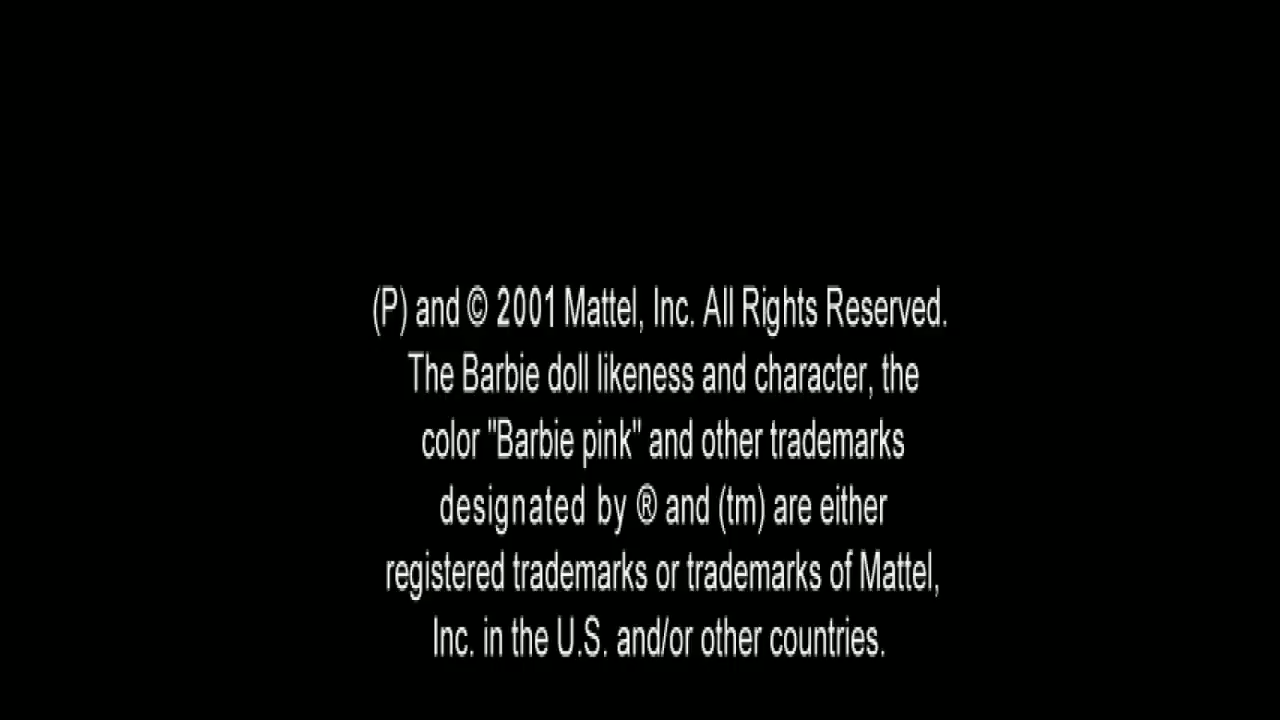 (P) and © 2001 Mattel, Inc. All Rights Reserved.
The Barbie doll likeness and character, the
color "Barbie pink" and other trademarks
designated by ® and (tm) are either
registered trademarks or trademarks of Mattel,
Inc. in the U.S. and/or other countries.